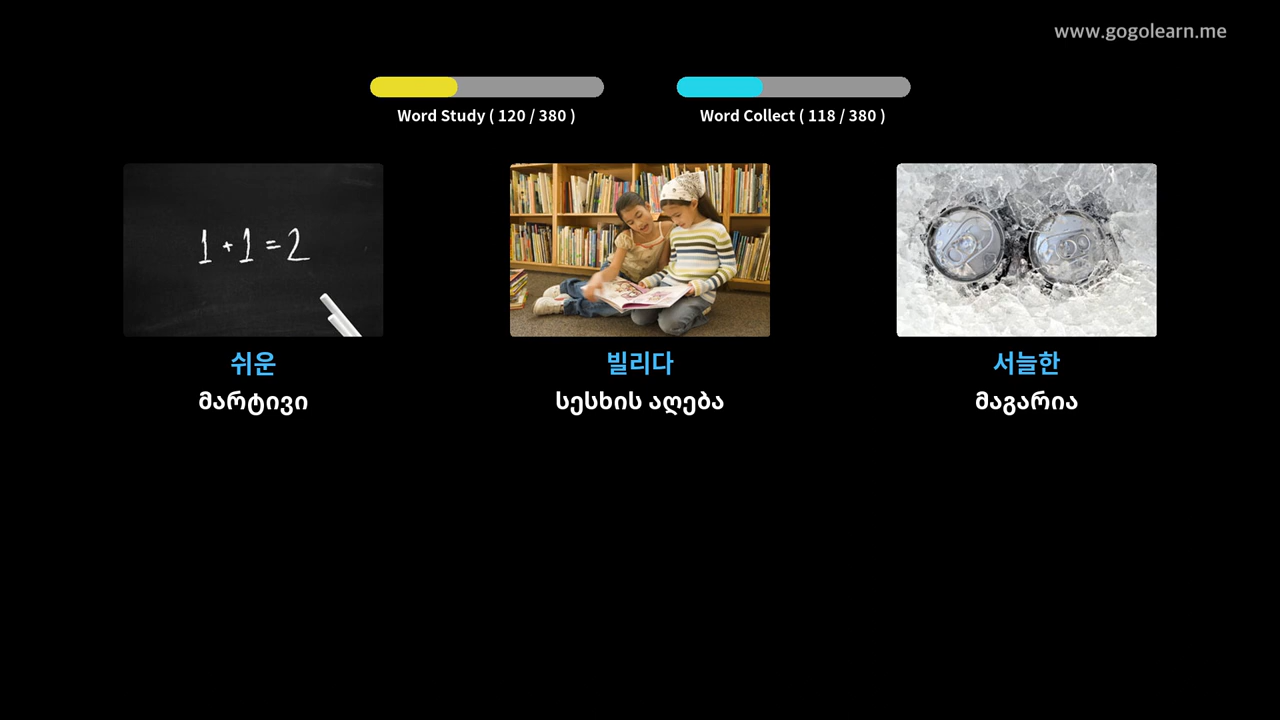 www.gogolearn.me
Word Study ( 120 / 380 )
Word Collect ( 118 / 380 )
1 + 1 = 2
쉬운
빌리다
서늘한
მარტივი
სესხის აღება
მაგარია